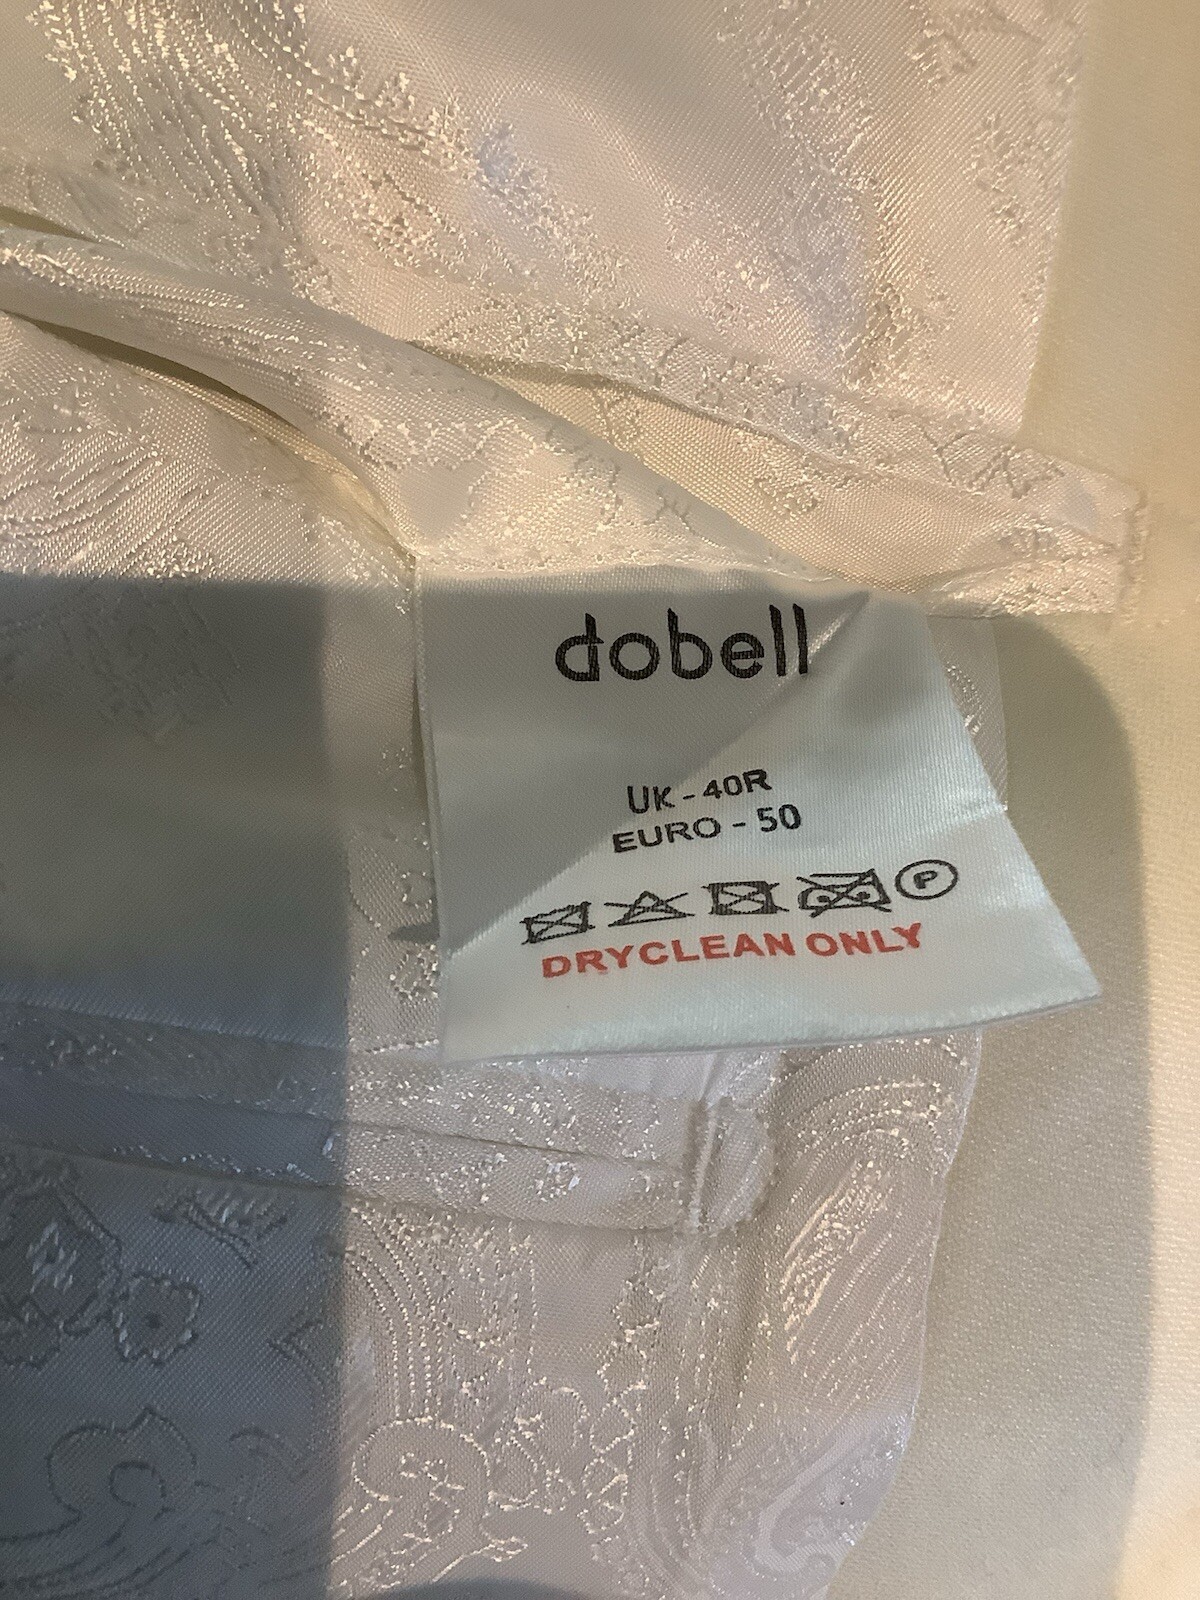 dobell
UK - 40R
EURO - 50
P
DRYCLEAN ONLY